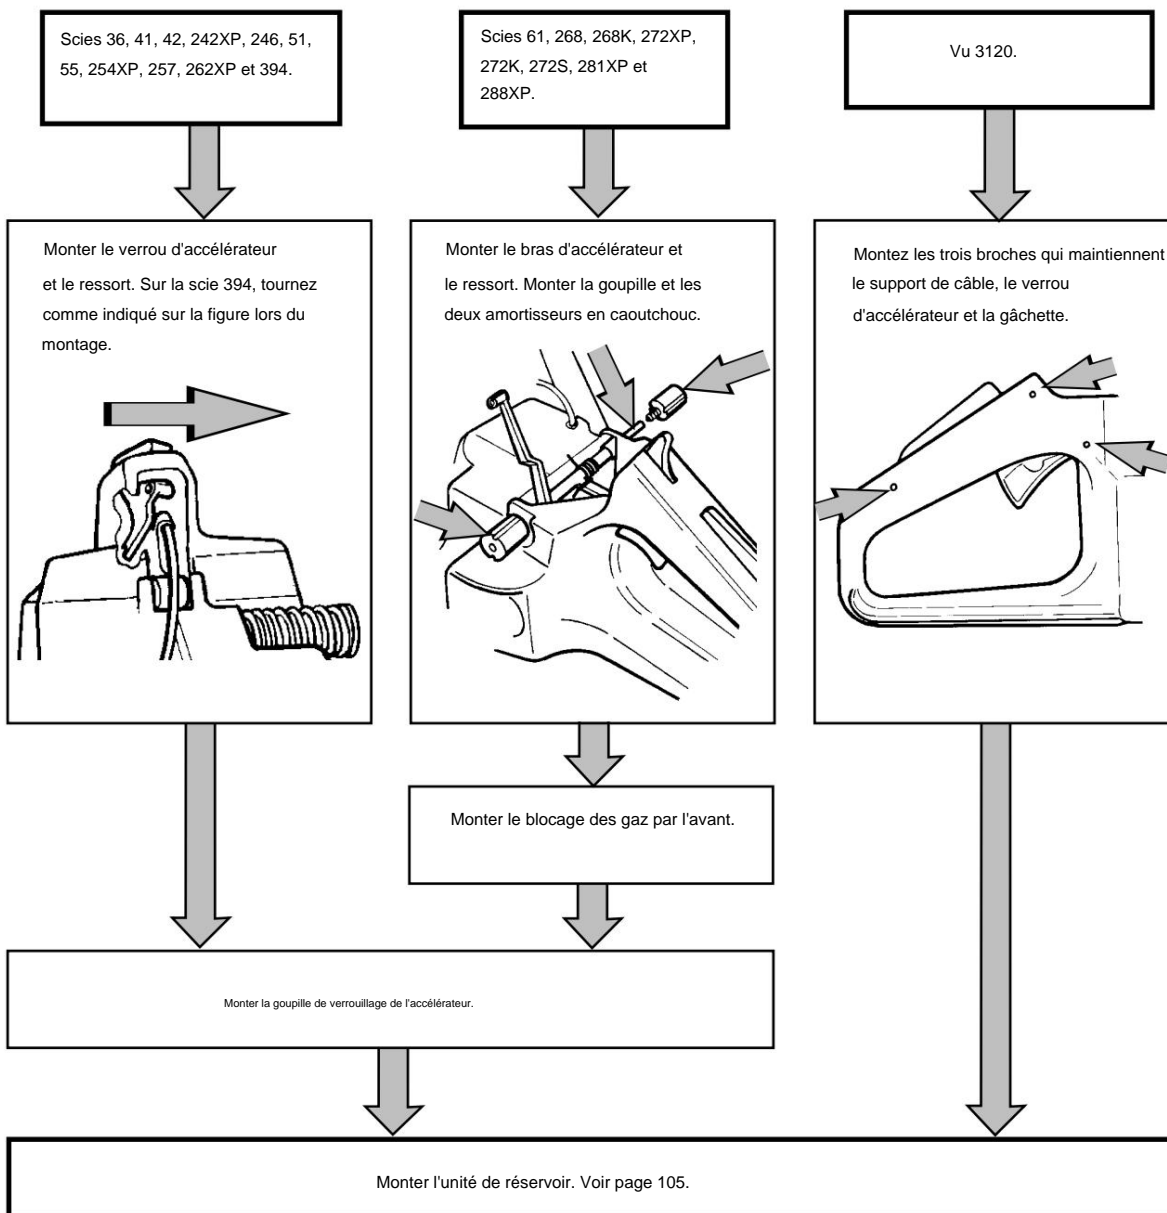 Scies 36, 41, 42, 242XP, 246, 51,
55, 254XP, 257, 262XP et 394.
Scies 61, 268, 268K, 272XP,
272K, 272S, 281XP et
288XP.
Vu 3120.
Monter le verrou d'accélérateur
et le ressort. Sur la scie 394, tournez
comme indiqué sur la figure lors du
montage.
Monter le bras d'accélérateur et
le ressort. Monter la goupille et les
deux amortisseurs en caoutchouc.
Montez les trois broches qui maintiennent
le support de câble, le verrou
d'accélérateur et la gâchette.
Monter le blocage des gaz par l'avant.
Monter la goupille de verrouillage de l'accélérateur.
Monter l'unité de réservoir. Voir page 105.